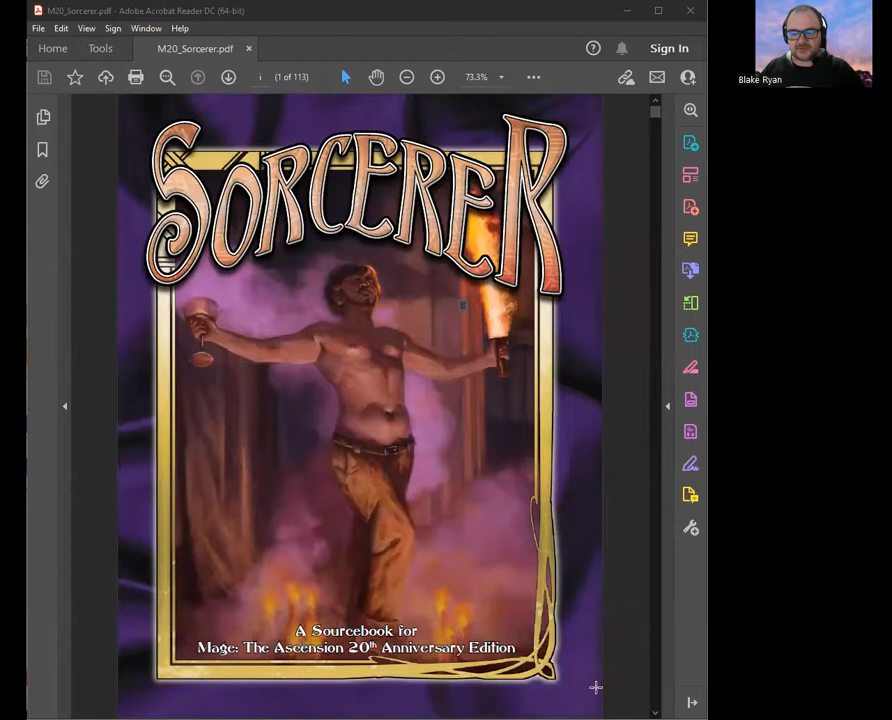 M20_Sorcerer.pdf - Adobe Acrobat Reader DC (64-bit)
File Edit View Sign Window Help
Home Tools M20_Sorcerer.pdf × Sign In
i (1 of 113) 73.3%
Blake Ryan
SORCERER
A Sourcebook for
Mage: The Ascension 20th Anniversary Edition